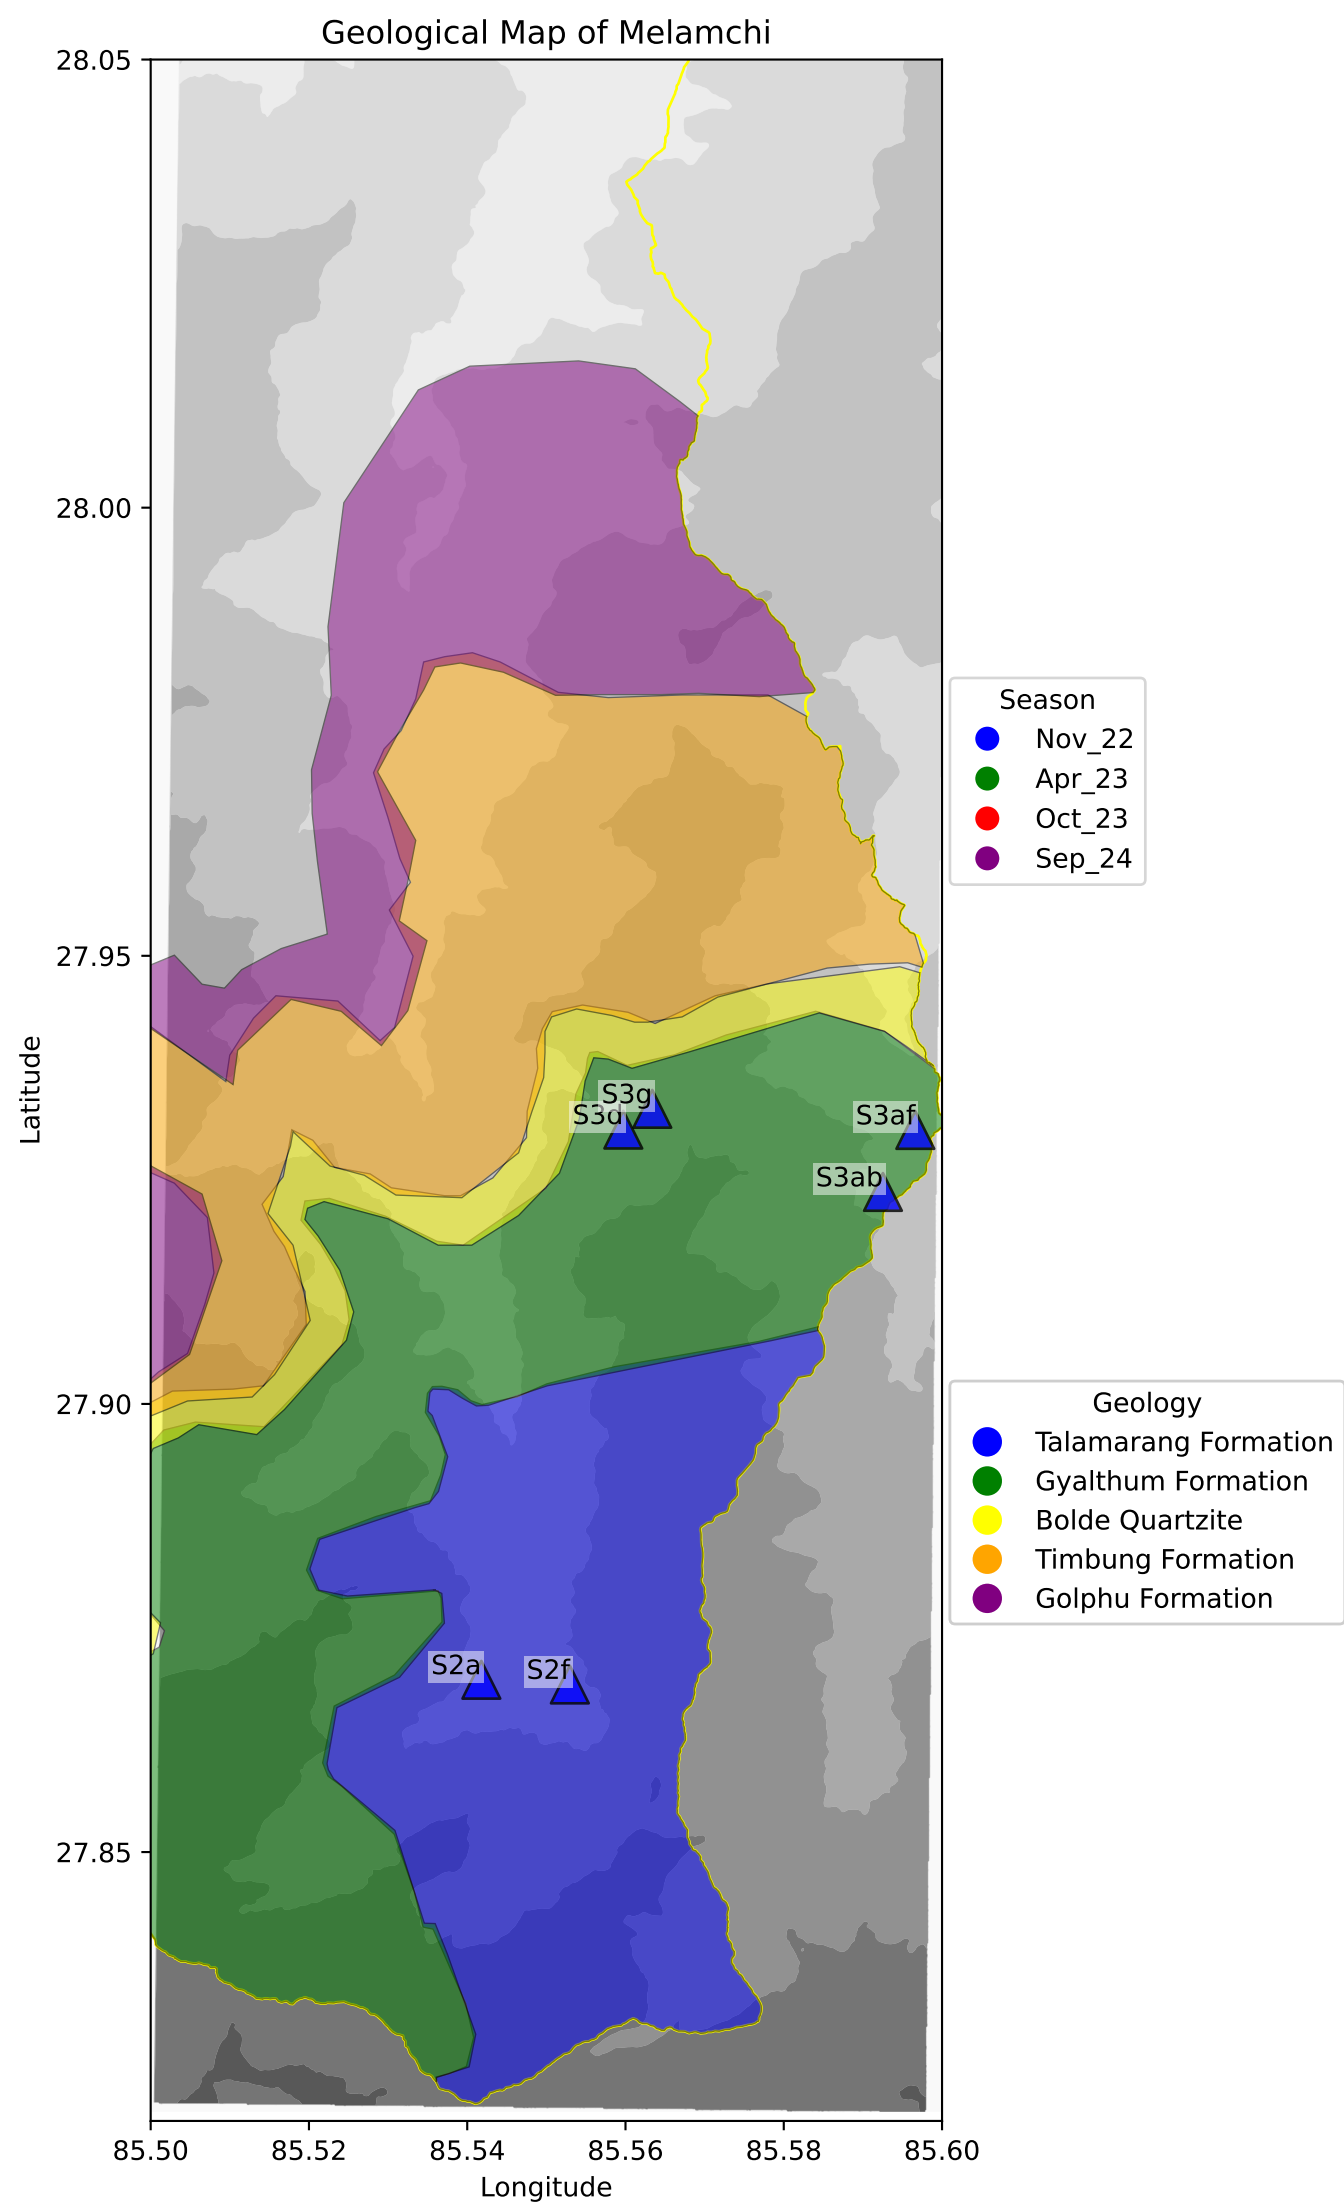 Geological Map of Melamchi
28.05
28.00
27.95
27.90
27.85
Latitude
S3g
S3d
S3af
S3ab
S2a
S2f
85.50
85.52
85.54
85.56
85.58
85.60
Longitude
Season
Nov_22
Apr_23
Oct_23
Sep_24
Geology
Talamarang Formation
Gyalthum Formation
Bolde Quartzite
Timbung Formation
Golphu Formation